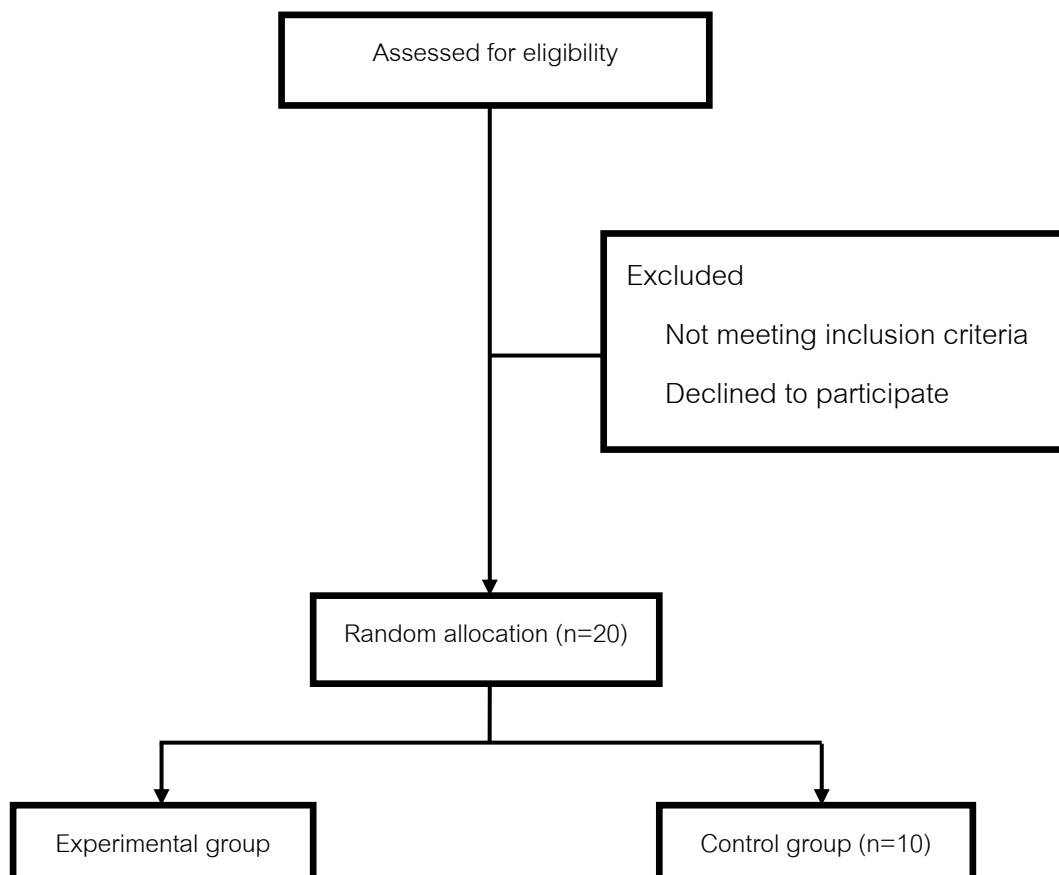 Assessed for eligibility
Excluded
Not meeting inclusion criteria
Declined to participate
Random allocation (n=20)
Experimental group
Control group (n=10)